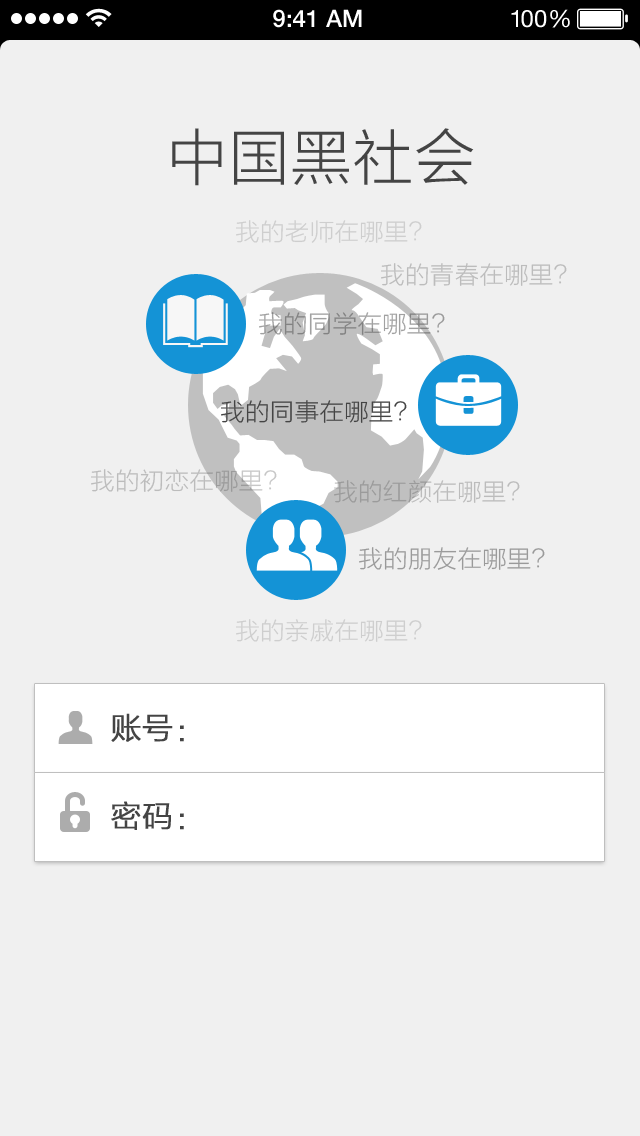 9:41 AM 100%
中国黑社会
我的老师在哪里?
我的青春在哪里?
我的同学在哪里?
我的同事在哪里?
我的初恋在哪里?
我的红颜在哪里?
我的朋友在哪里?
我的亲戚在哪里?
账号：
密码：